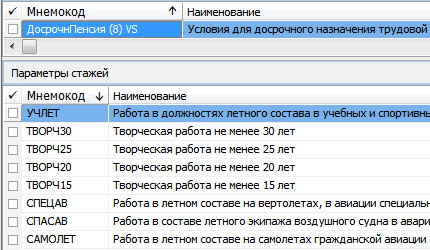 Мнемокод Наименование
ДосрочнПенсия (8) VS Условия для досрочного назначения трудовой
Параметры стажей
Мнемокод Наименование
УЧЛЕТ Работа в должностях летного состава в учебных и спортивны
ТВОРЧ30 Творческая работа не менее 30 лет
ТВОРЧ25 Творческая работа не менее 25 лет
ТВОРЧ20 Творческая работа не менее 20 лет
ТВОРЧ15 Творческая работа не менее 15 лет
СПЕЦАВ Работа в летном составе на вертолетах, в авиации специальн
СПАСАВ Работа в составе летного экипажа воздушного судна в авари
САМОЛЕТ Работа в летном составе на самолетах гражданской авиации